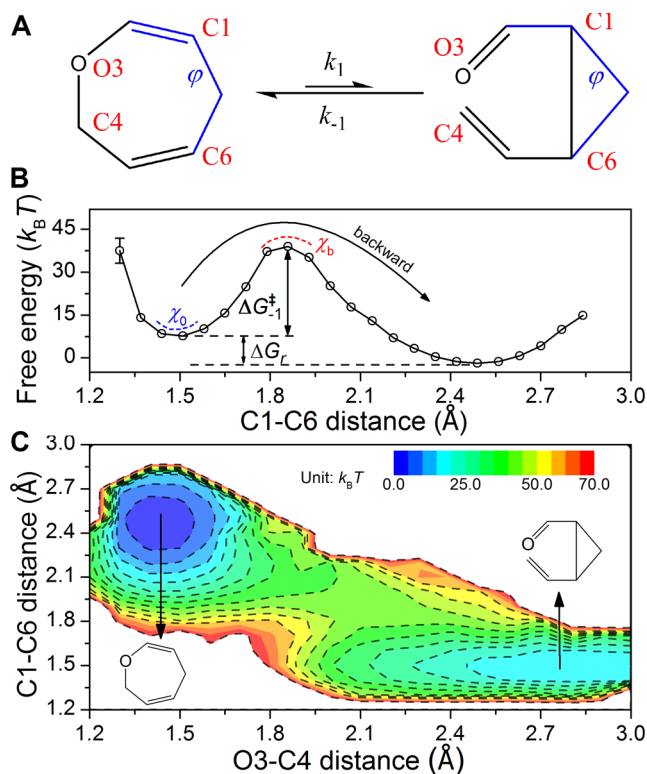 A
O
O3
C1
φ
C4
C6
k1
k-1
O3
O
C4
C1
φ
C6
B
Free energy (kBT)
45
30
15
0
χ0
χb
backward
ΔG‡-1
ΔGr
1.2 1.5 1.8 2.1 2.4 2.7 3.0
C1-C6 distance (Å)
C
C1-C6 distance (Å)
3.0
2.7
2.4
2.1
1.8
1.5
1.2
Unit: kBT
0.0 25.0 50.0 70.0
O
O
1.2 1.5 1.8 2.1 2.4 2.7 3.0
O3-C4 distance (Å)